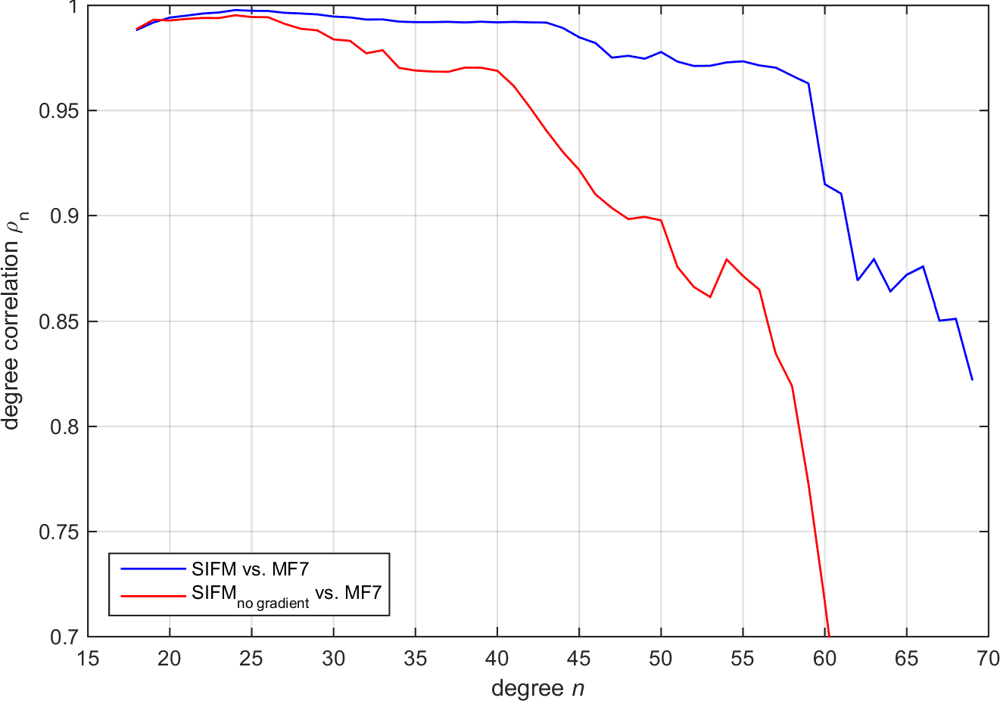 1
0.95
0.9
0.85
0.8
0.75
0.7
degree correlation ρn
SIFM vs. MF7
SIFMno gradient vs. MF7
15 20 25 30 35 40 45 50 55 60 65 70
degree n